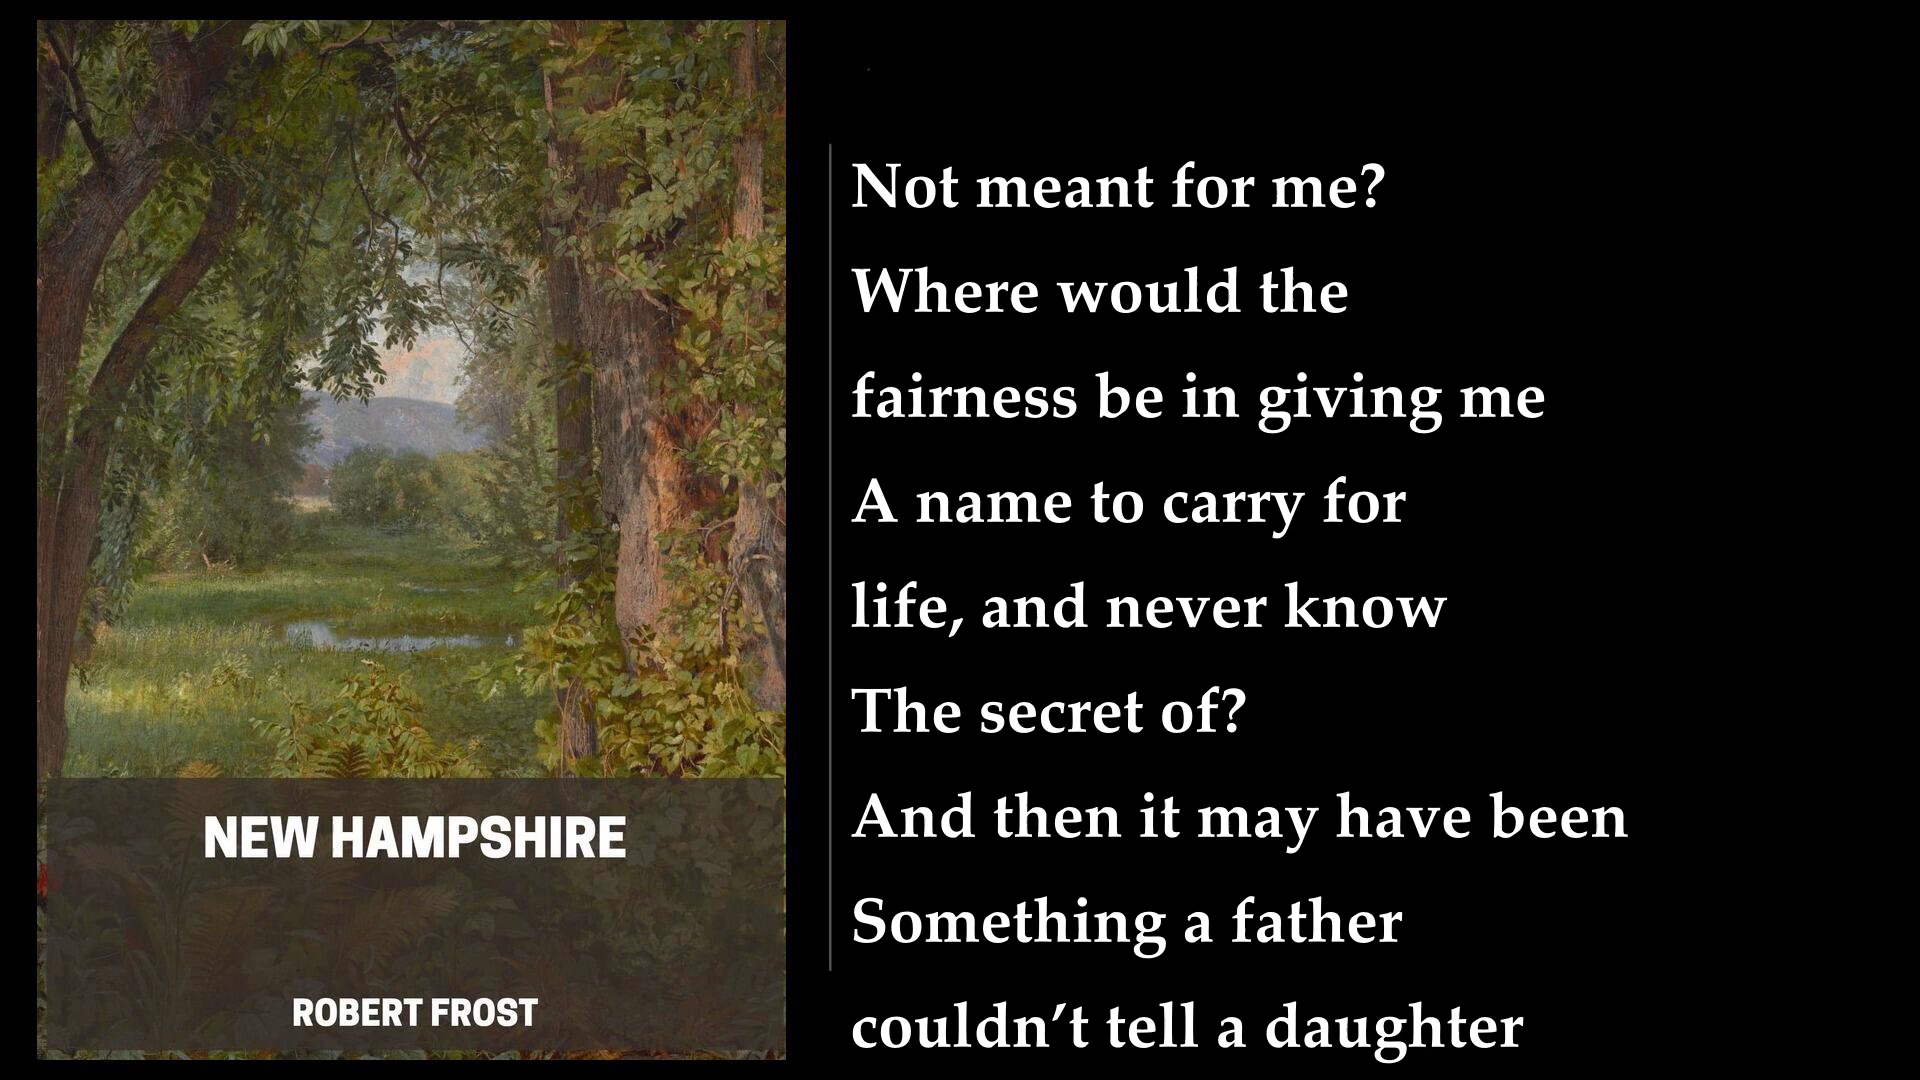 NEW HAMPSHIRE
ROBERT FROST
Not meant for me?
Where would the
fairness be in giving me
A name to carry for
life, and never know
The secret of?
And then it may have been
Something a father
couldn’t tell a daughter